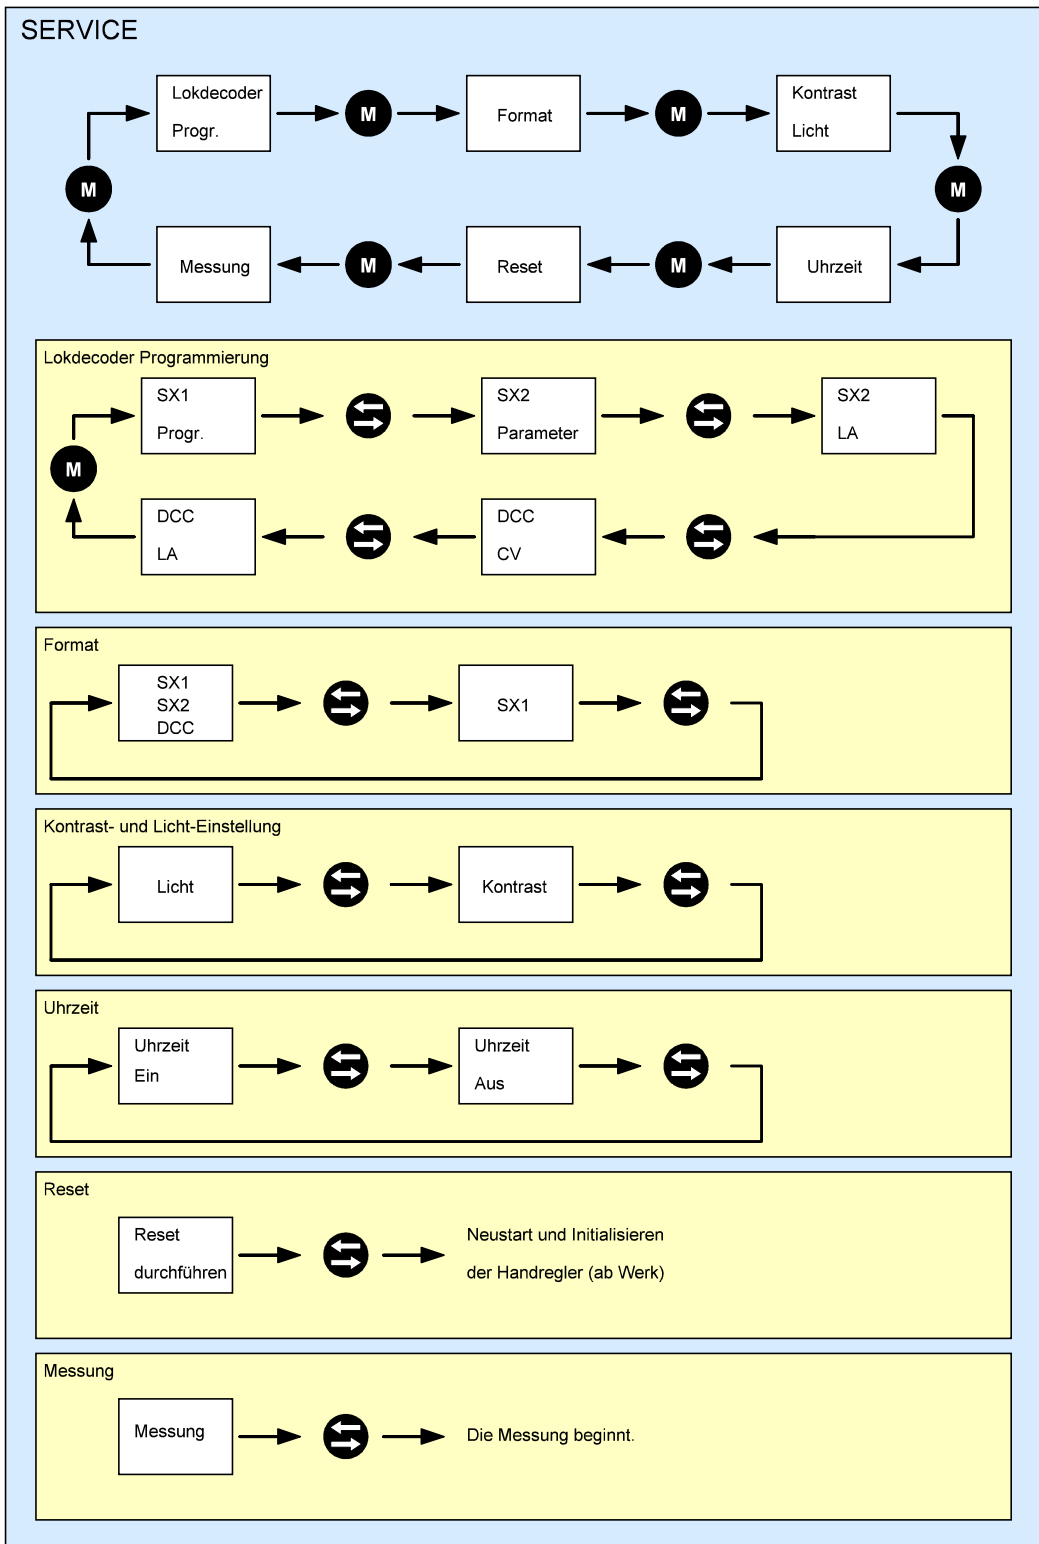 SERVICE
Lokdecoder
Progr.
M
Format
M
Kontrast
Licht
M
M
Messung
M
Reset
M
Uhrzeit
Lokdecoder Programmierung
SX1
Progr.
SX2
Parameter
SX2
LA
M
DCC
LA
DCC
CV
Format
SX1
SX2
DCC
SX1
Kontrast- und Licht-Einstellung
Licht
Kontrast
Uhrzeit
Uhrzeit
Ein
Uhrzeit
Aus
Reset
Reset
durchführen
Neustart und Initialisieren
der Handregler (ab Werk)
Messung
Messung
Die Messung beginnt.